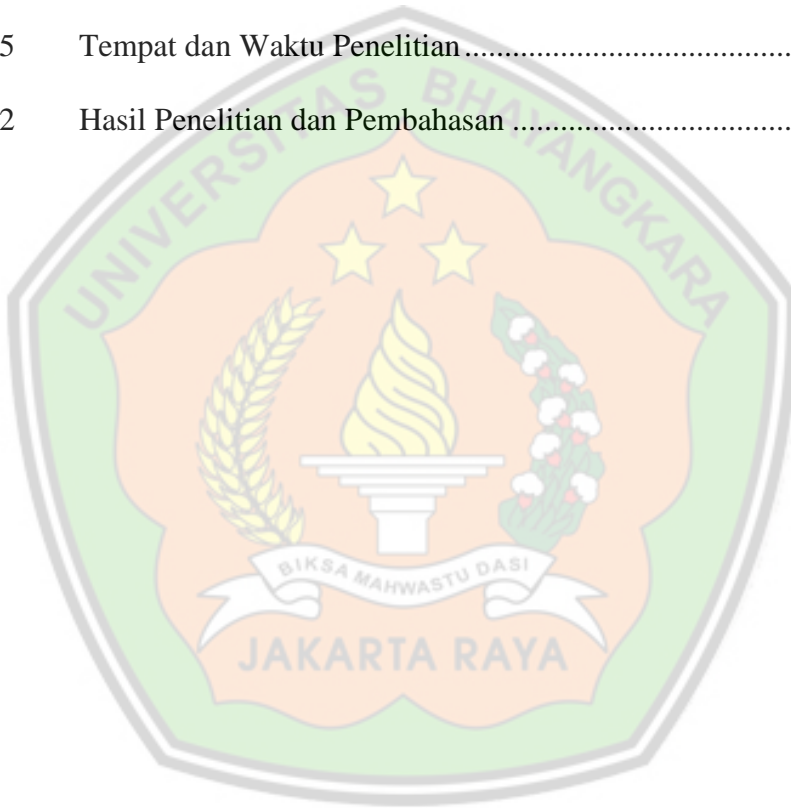 5 Tempat dan Waktu Penelitian.......................................
2 Hasil Penelitian dan Pembahasan ..................................
UNIVERSITAS BHAYANGKARA
BIKSA MAHWASTU DASI
JAKARTA RAYA